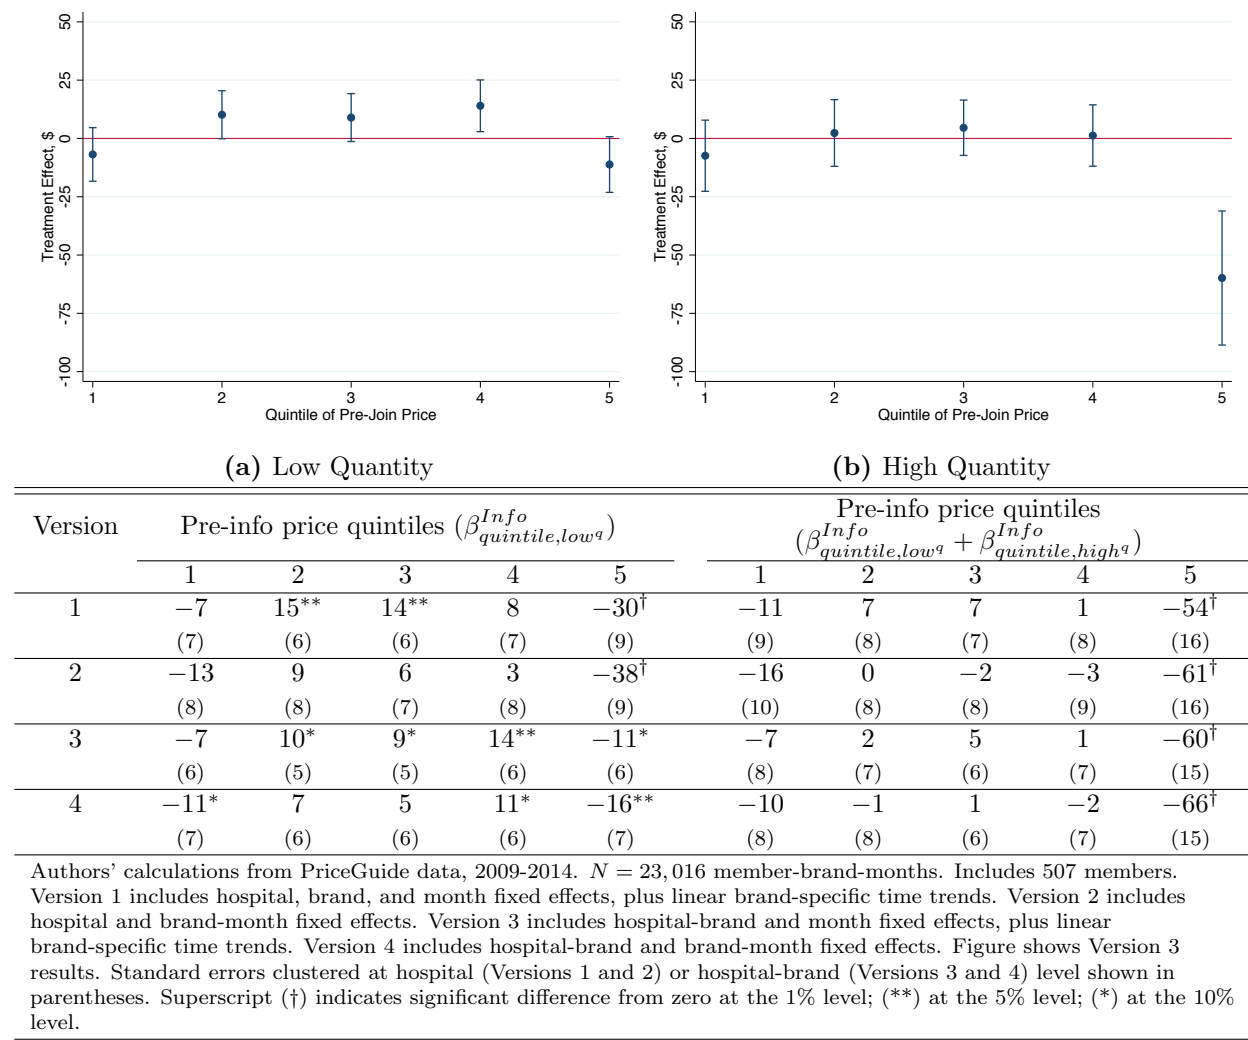 50
25
0
-25
-50
-75
-100
Treatment Effect, $
1 2 3 4 5
Quintile of Pre-Join Price
(a) Low Quantity
50
25
0
-25
-50
-75
-100
Treatment Effect, $
1 2 3 4 5
Quintile of Pre-Join Price
(b) High Quantity
Version Pre-info price quintiles (β^{Info}_{quintile,low^q}) Pre-info price quintiles
(β^{Info}_{quintile,low^q} + β^{Info}_{quintile,high^q})
1 2 3 4 5 1 2 3 4 5
1 −7 15** 14** 8 −30† −11 7 7 1 −54†
(7) (6) (6) (7) (9) (9) (8) (7) (8) (16)
2 −13 9 6 3 −38† −16 0 −2 −3 −61†
(8) (8) (7) (8) (9) (10) (8) (8) (9) (16)
3 −7 10* 9* 14** −11* −7 2 5 1 −60†
(6) (5) (5) (6) (6) (8) (7) (6) (7) (15)
4 −11* 7 5 11* −16** −10 −1 1 −2 −66†
(7) (6) (6) (6) (7) (8) (8) (6) (7) (15)
Authors' calculations from PriceGuide data, 2009-2014. N = 23, 016 member-brand-months. Includes 507 members.
Version 1 includes hospital, brand, and month fixed effects, plus linear brand-specific time trends. Version 2 includes
hospital and brand-month fixed effects. Version 3 includes hospital-brand and month fixed effects, plus linear
brand-specific time trends. Version 4 includes hospital-brand and brand-month fixed effects. Figure shows Version 3
results. Standard errors clustered at hospital (Versions 1 and 2) or hospital-brand (Versions 3 and 4) level shown in
parentheses. Superscript (†) indicates significant difference from zero at the 1% level; (**) at the 5% level; (*) at the 10%
level.